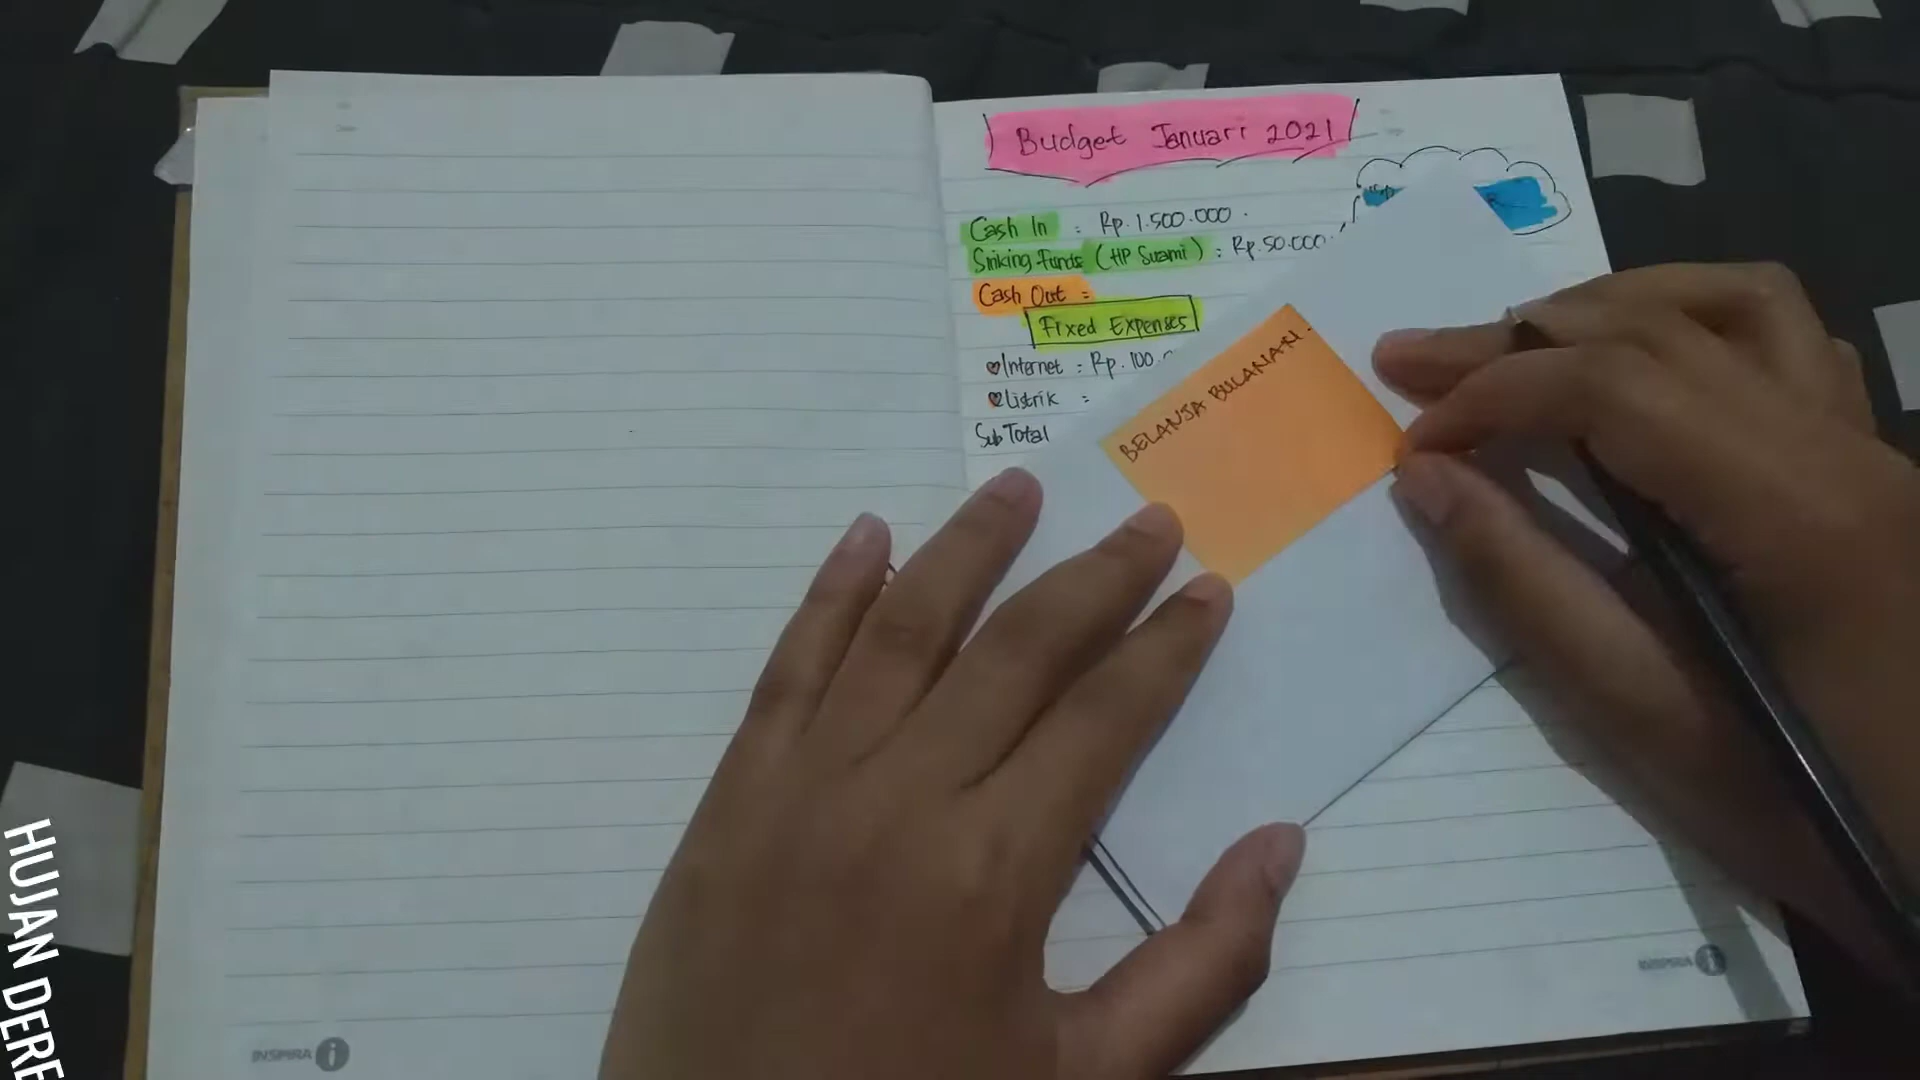 Budget Januari 2021
Cash In : Rp. 1.500.000.
Sinking Funds (HP Suami) : Rp. 50.000.
Cash Out :
Fixed Expenses
Internet : Rp. 100.0
Listrik :
Sub Total
BELANJA BULANAN.
INSPIRA
INSPIRA
HUJAN DERE